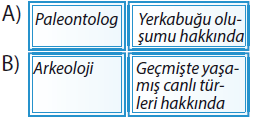 A) Paleontolog Yerkabuğu olu-
şumu hakkında
B) Arkeoloji Geçmişte yaşa-
mış canlı tür-
leri hakkında